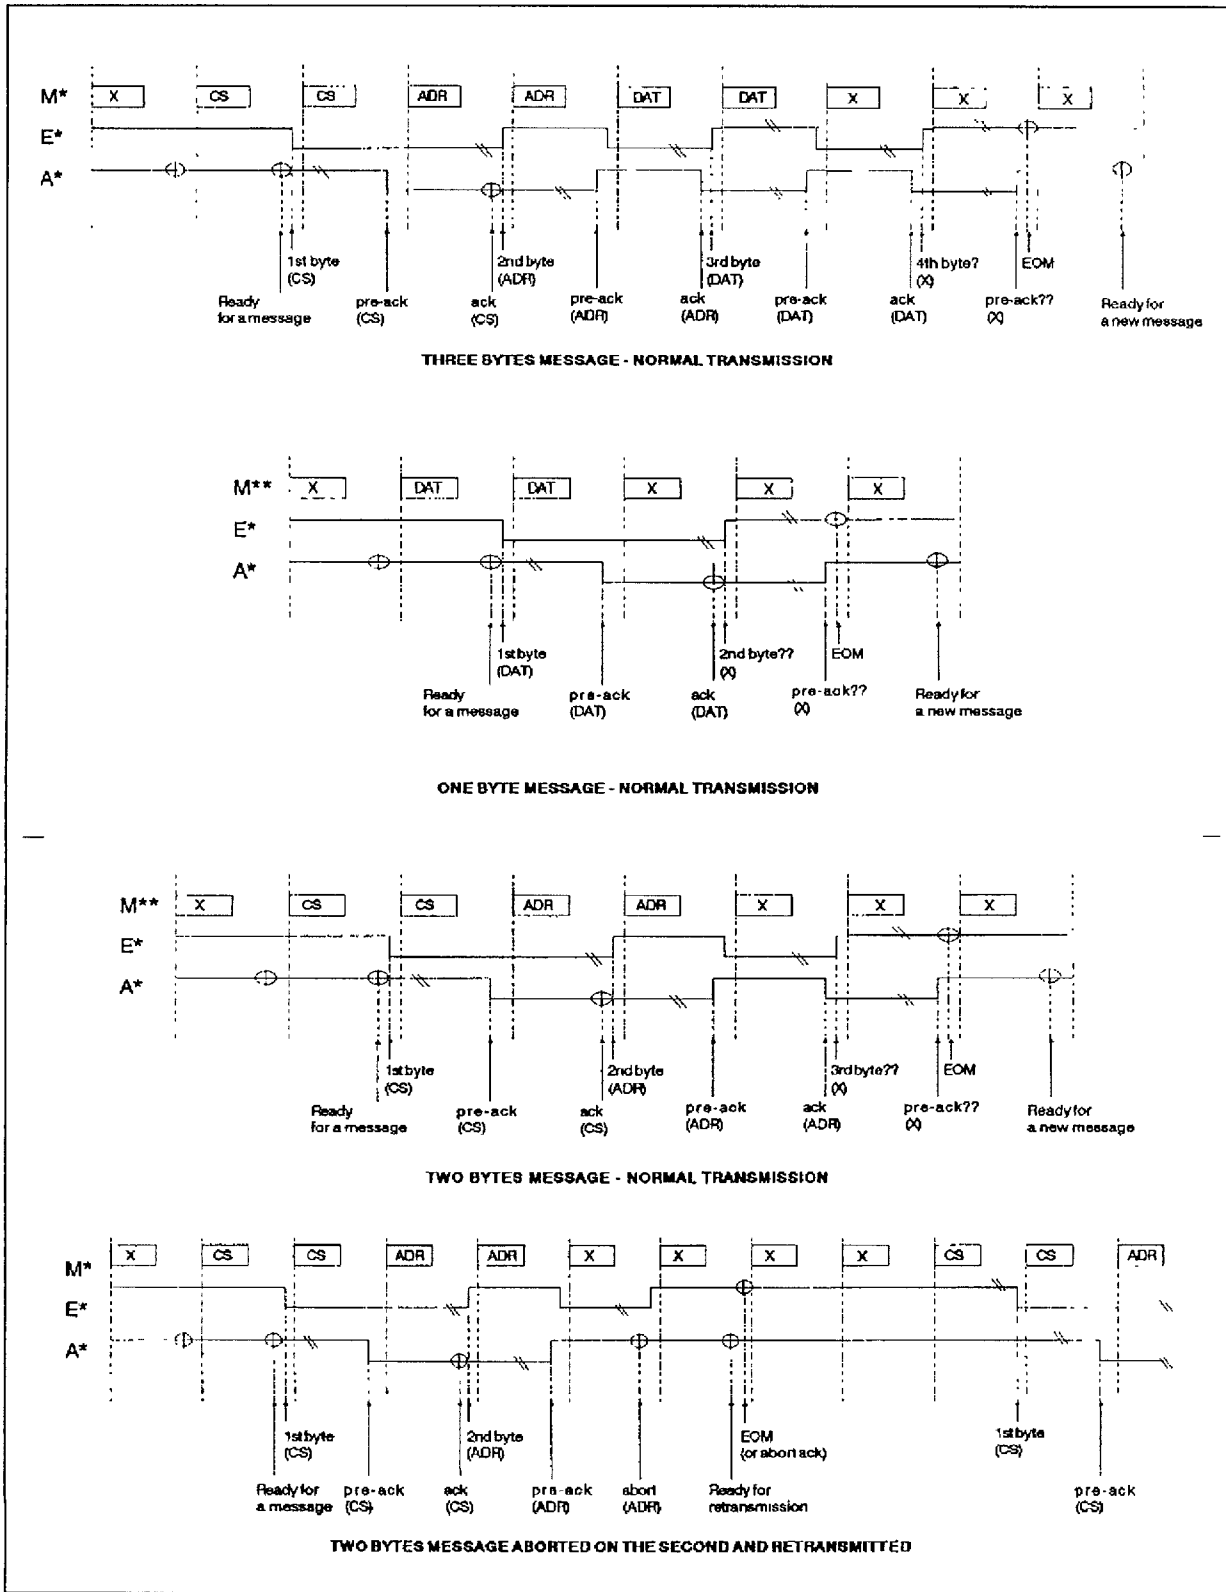 M* X CS CS ADR ADR DAT DAT X X X
E*
A*
1st byte 2nd byte 3rd byte 4th byte? EOM
(CS) (ADR) (DAT) (X)
Ready pre-ack ack pre-ack ack pre-ack ack pre-ack?? Ready for
for a message (CS) (CS) (ADR) (ADR) (DAT) (DAT) (X) a new message
THREE BYTES MESSAGE - NORMAL TRANSMISSION
M** X DAT DAT X X X
E*
A*
1st byte 2nd byte?? EOM
(DAT) (X)
Ready pre-ack ack pre-ack?? Ready for
for a message (DAT) (DAT) (X) a new message
ONE BYTE MESSAGE - NORMAL TRANSMISSION
M** X CS CS ADR ADR X X X
E*
A*
1st byte 2nd byte 3rd byte?? EOM
(CS) (ADR) (X)
Ready pre-ack ack pre-ack ack pre-ack?? Ready for
for a message (CS) (CS) (ADR) (ADR) (X) a new message
TWO BYTES MESSAGE - NORMAL TRANSMISSION
M* X CS CS ADR ADR X X X X CS CS ADR
E*
A*
1st byte 2nd byte EOM 1st byte
(CS) (ADR) (or abort ack) (CS)
Ready for pre-ack ack pre-ack abort Ready for pre-ack
a message (CS) (CS) (ADR) (ADR) retransmission (CS)
TWO BYTES MESSAGE ABORTED ON THE SECOND AND RETRANSMITTED